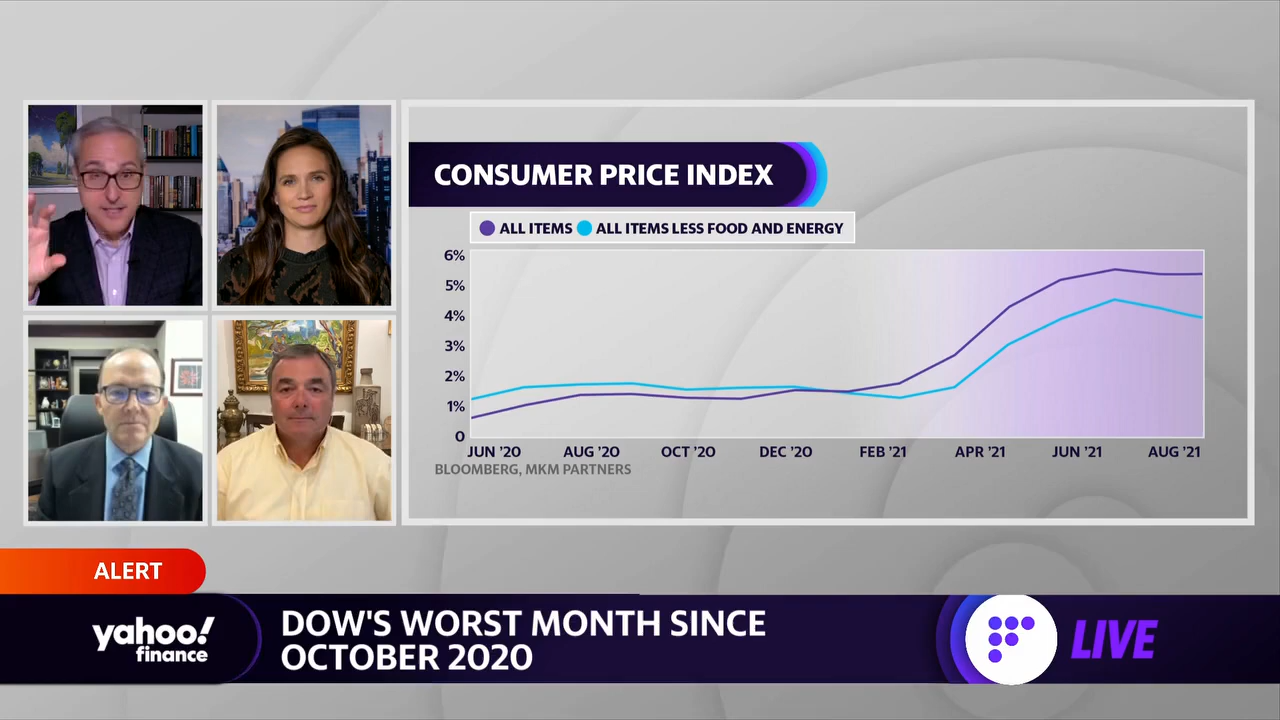 CONSUMER PRICE INDEX
ALL ITEMS ALL ITEMS LESS FOOD AND ENERGY
6%
5%
4%
3%
2%
1%
0
JUN '20 AUG '20 OCT '20 DEC '20 FEB '21 APR '21 JUN '21 AUG '21
BLOOMBERG, MKM PARTNERS
ALERT
yahoo!
finance
DOW'S WORST MONTH SINCE
OCTOBER 2020
LIVE